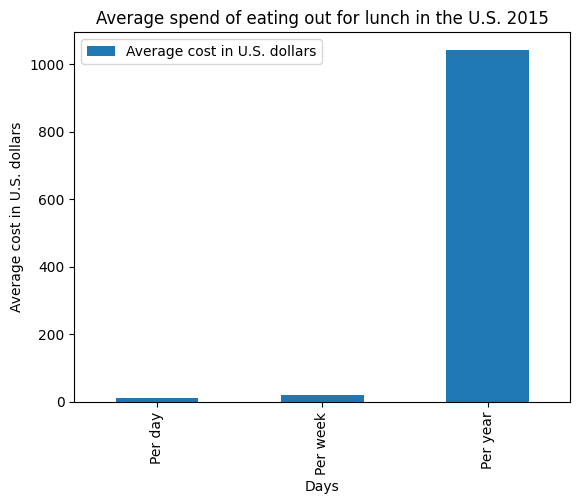 Average spend of eating out for lunch in the U.S. 2015
Average cost in U.S. dollars
Average cost in U.S. dollars
1000
800
600
400
200
0
Per day
Per week
Per year
Days